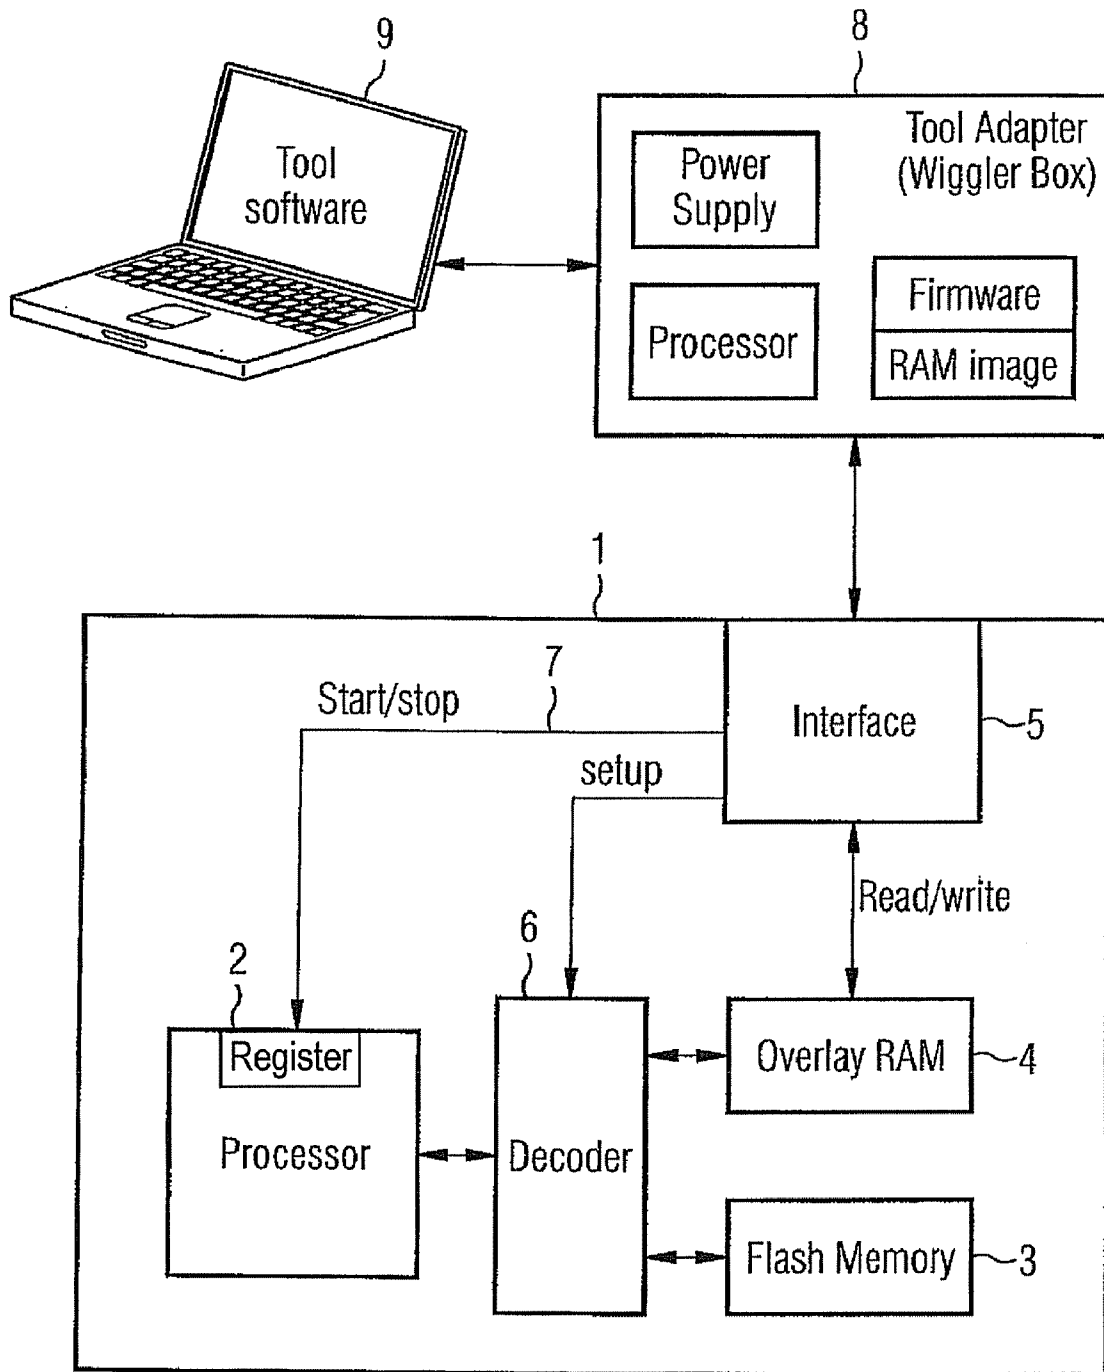 9
8
Tool
software
Tool Adapter
(Wiggler Box)
Power
Supply
Processor
Firmware
RAM image
1
7
Start/stop
Interface
5
setup
Read/write
6
2
Register
Processor
Decoder
Overlay RAM
4
Flash Memory
3